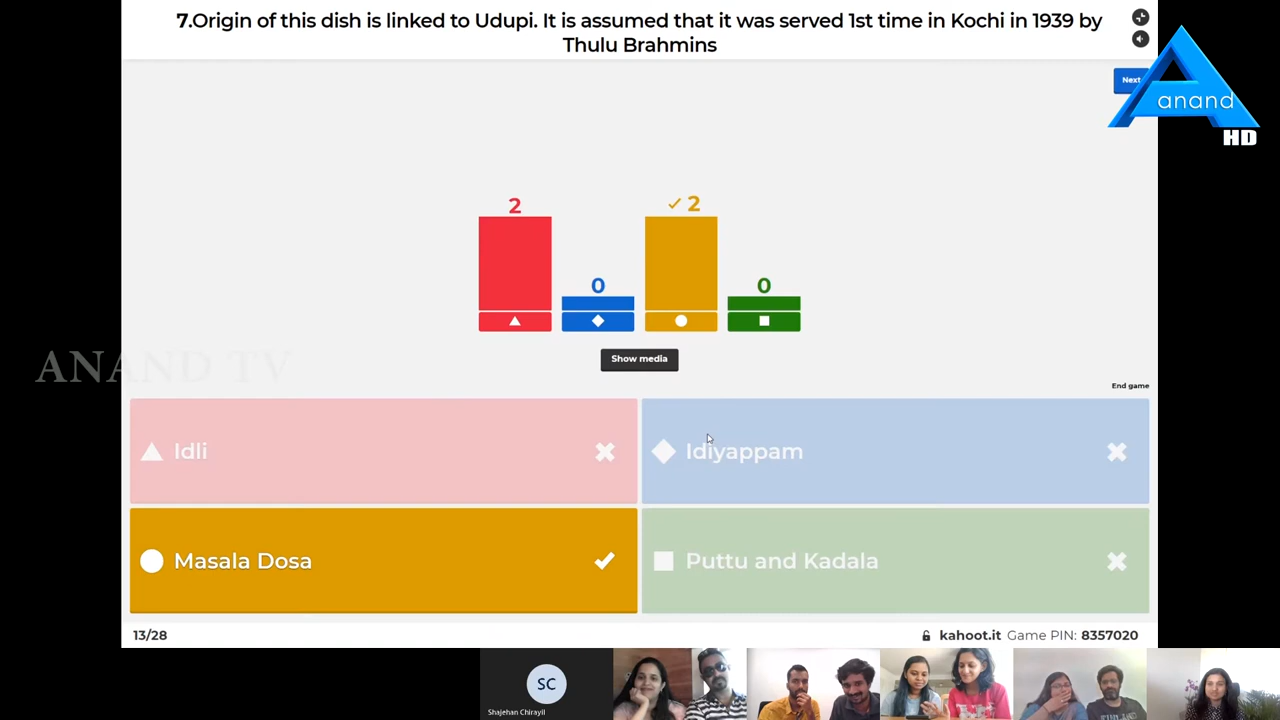 7.Origin of this dish is linked to Udupi. It is assumed that it was served 1st time in Kochi in 1939 by
Thulu Brahmins
Next
anand
HD
2
0
2
0
Show media
ANAND TV
End game
Idli
Idiyappam
Masala Dosa
Puttu and Kadala
13/28
kahoot.it Game PIN: 8357020
SC
Shajehan Chirayil